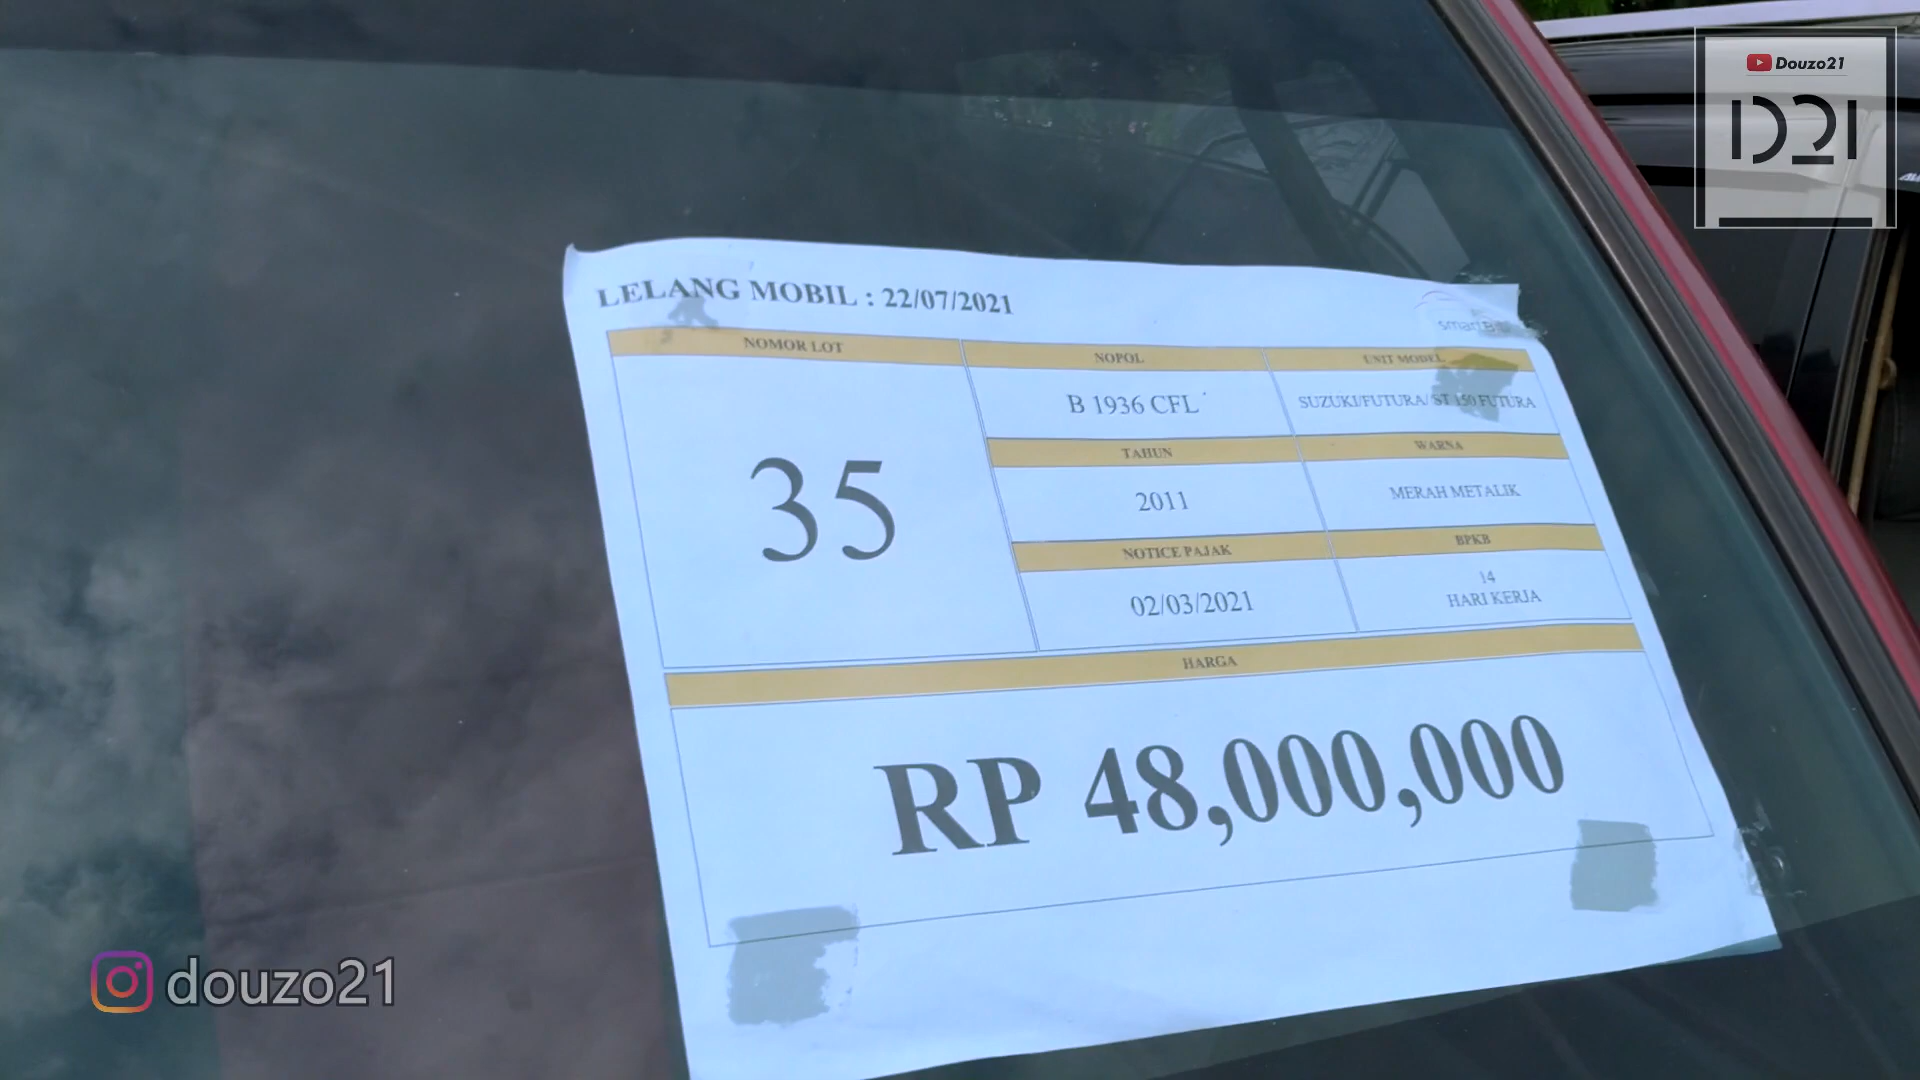 Douzo21
D21
LELANG MOBIL : 22/07/2021
NOMOR LOT
NOPOL
UNIT MODEL
35
B 1936 CFL
SUZUKI/FUTURA/ ST 150 FUTURA
TAHUN
WARNA
2011
MERAH METALIK
NOTICE PAJAK
BPKB
02/03/2021
14
HARI KERJA
HARGA
RP 48,000,000
douzo21